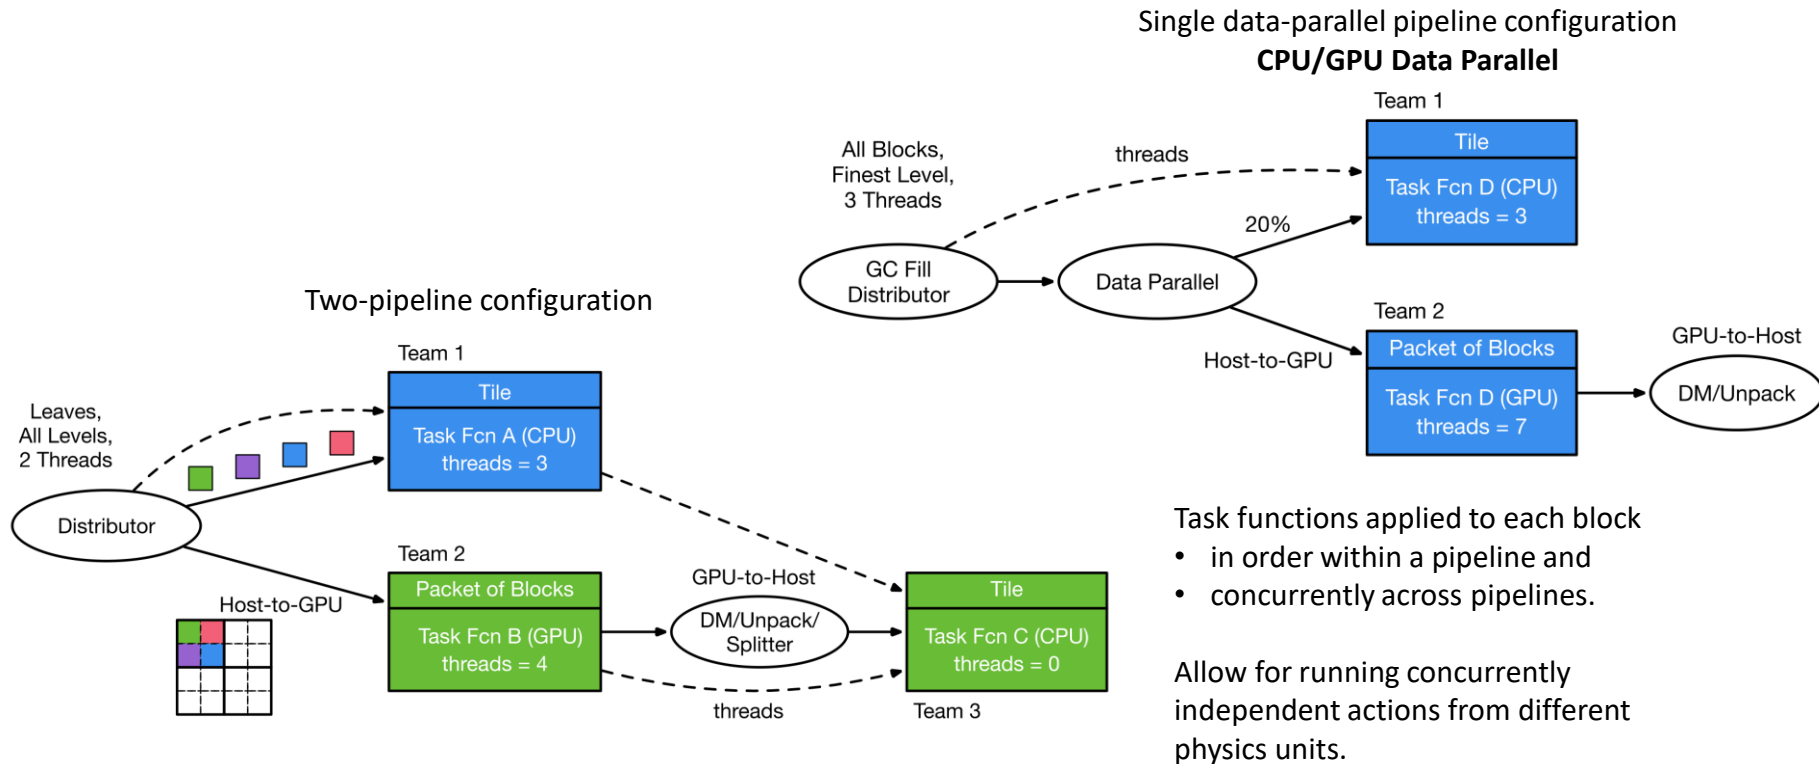 Single data-parallel pipeline configuration
CPU/GPU Data Parallel
Team 1
Tile
Task Fcn D (CPU)
threads = 3
All Blocks,
Finest Level,
3 Threads
threads
20%
GC Fill
Distributor
Data Parallel
Host-to-GPU
Team 2
Packet of Blocks
Task Fcn D (GPU)
threads = 7
GPU-to-Host
DM/Unpack
Two-pipeline configuration
Team 1
Tile
Task Fcn A (CPU)
threads = 3
Leaves,
All Levels,
2 Threads
Distributor
Host-to-GPU
Team 2
Packet of Blocks
Task Fcn B (GPU)
threads = 4
GPU-to-Host
DM/Unpack/
Splitter
threads
Tile
Task Fcn C (CPU)
threads = 0
Team 3
Task functions applied to each block
• in order within a pipeline and
• concurrently across pipelines.
Allow for running concurrently
independent actions from different
physics units.